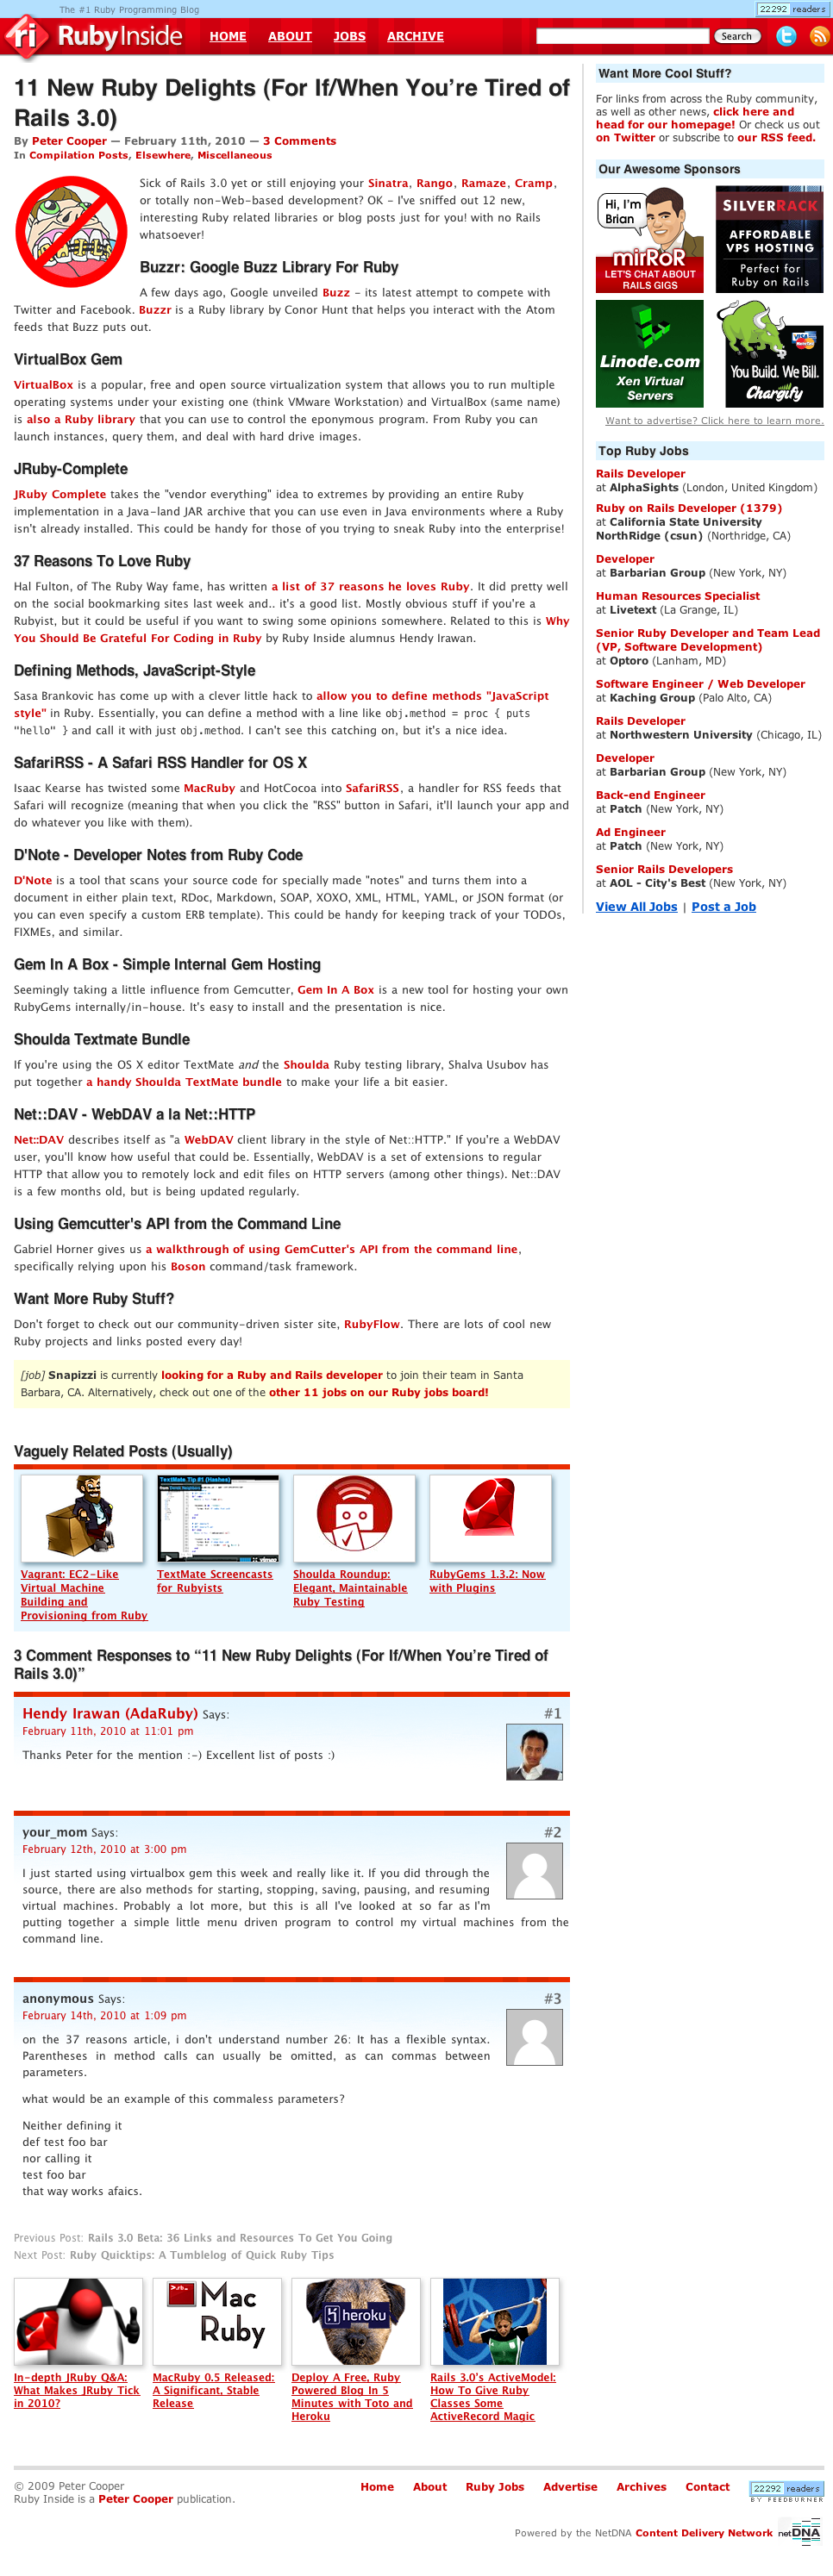 The #1 Ruby Programming Blog
22292 readers
ri RubyInside
HOME ABOUT JOBS ARCHIVE
Search
11 New Ruby Delights (For If/When You're Tired of
Rails 3.0)
By Peter Cooper — February 11th, 2010 — 3 Comments
In Compilation Posts, Elsewhere, Miscellaneous
Sick of Rails 3.0 yet or still enjoying your Sinatra, Rango, Ramaze, Cramp,
or totally non-Web-based development? OK - I've sniffed out 12 new,
interesting Ruby related libraries or blog posts just for you! with no Rails
whatsoever!
Buzzr: Google Buzz Library For Ruby
A few days ago, Google unveiled Buzz - its latest attempt to compete with
Twitter and Facebook. Buzzr is a Ruby library by Conor Hunt that helps you interact with the Atom
feeds that Buzz puts out.
VirtualBox Gem
VirtualBox is a popular, free and open source virtualization system that allows you to run multiple
operating systems under your existing one (think VMware Workstation) and VirtualBox (same name)
is also a Ruby library that you can use to control the eponymous program. From Ruby you can
launch instances, query them, and deal with hard drive images.
JRuby-Complete
JRuby Complete takes the "vendor everything" idea to extremes by providing an entire Ruby
implementation in a Java-land JAR archive that you can use even in Java environments where a Ruby
isn't already installed. This could be handy for those of you trying to sneak Ruby into the enterprise!
37 Reasons To Love Ruby
Hal Fulton, of The Ruby Way fame, has written a list of 37 reasons he loves Ruby. It did pretty well
on the social bookmarking sites last week and.. it's a good list. Mostly obvious stuff if you're a
Rubyist, but it could be useful if you want to swing some opinions somewhere. Related to this is Why
You Should Be Grateful For Coding in Ruby by Ruby Inside alumnus Hendy Irawan.
Defining Methods, JavaScript-Style
Sasa Brankovic has come up with a clever little hack to allow you to define methods "JavaScript
style" in Ruby. Essentially, you can define a method with a line like obj.method = proc { puts
"hello" } and call it with just obj.method. I can't see this catching on, but it's a nice idea.
SafariRSS - A Safari RSS Handler for OS X
Isaac Kearse has twisted some MacRuby and HotCocoa into SafariRSS, a handler for RSS feeds that
Safari will recognize (meaning that when you click the "RSS" button in Safari, it'll launch your app and
do whatever you like with them).
D'Note - Developer Notes from Ruby Code
D'Note is a tool that scans your source code for specially made "notes" and turns them into a
document in either plain text, RDoc, Markdown, SOAP, XOXO, XML, HTML, YAML, or JSON format (or
you can even specify a custom ERB template). This could be handy for keeping track of your TODOs,
FIXMEs, and similar.
Gem In A Box - Simple Internal Gem Hosting
Seemingly taking a little influence from Gemcutter, Gem In A Box is a new tool for hosting your own
RubyGems internally/in-house. It's easy to install and the presentation is nice.
Shoulda Textmate Bundle
If you're using the OS X editor TextMate and the Shoulda Ruby testing library, Shalva Usubov has
put together a handy Shoulda TextMate bundle to make your life a bit easier.
Net::DAV - WebDAV a la Net::HTTP
Net::DAV describes itself as "a WebDAV client library in the style of Net::HTTP." If you're a WebDAV
user, you'll know how useful that could be. Essentially, WebDAV is a set of extensions to regular
HTTP that allow you to remotely lock and edit files on HTTP servers (among other things). Net::DAV
is a few months old, but is being updated regularly.
Using Gemcutter's API from the Command Line
Gabriel Horner gives us a walkthrough of using GemCutter's API from the command line,
specifically relying upon his Boson command/task framework.
Want More Ruby Stuff?
Don't forget to check out our community-driven sister site, RubyFlow. There are lots of cool new
Ruby projects and links posted every day!
[job] Snapizzi is currently looking for a Ruby and Rails developer to join their team in Santa
Barbara, CA. Alternatively, check out one of the other 11 jobs on our Ruby jobs board!
Want More Cool Stuff?
For links from across the Ruby community,
as well as other news, click here and
head for our homepage! Or check us out
on Twitter or subscribe to our RSS feed.
Our Awesome Sponsors
Hi, I'm
Brian
mirRoR
LET'S CHAT ABOUT
RAILS GIGS
SILVERRACK
AFFORDABLE
VPS HOSTING
Perfect for
Ruby on Rails
Linode.com
Xen Virtual
Servers
You Build. We Bill.
Chargify
Want to advertise? Click here to learn more.
Top Ruby Jobs
Rails Developer
at AlphaSights (London, United Kingdom)
Ruby on Rails Developer (1379)
at California State University
NorthRidge (csun) (Northridge, CA)
Developer
at Barbarian Group (New York, NY)
Human Resources Specialist
at Livetext (La Grange, IL)
Senior Ruby Developer and Team Lead
(VP, Software Development)
at Optoro (Lanham, MD)
Software Engineer / Web Developer
at Kaching Group (Palo Alto, CA)
Rails Developer
at Northwestern University (Chicago, IL)
Developer
at Barbarian Group (New York, NY)
Back-end Engineer
at Patch (New York, NY)
Ad Engineer
at Patch (New York, NY)
Senior Rails Developers
at AOL - City's Best (New York, NY)
View All Jobs | Post a Job
Vaguely Related Posts (Usually)
TextMate Tip #1 (Hashes)
vimeo
Vagrant: EC2-Like
Virtual Machine
Building and
Provisioning from Ruby
TextMate Screencasts
for Rubyists
Shoulda Roundup:
Elegant, Maintainable
Ruby Testing
RubyGems 1.3.2: Now
with Plugins
3 Comment Responses to “11 New Ruby Delights (For If/When You're Tired of
Rails 3.0)”
Hendy Irawan (AdaRuby) Says:
#1
February 11th, 2010 at 11:01 pm
Thanks Peter for the mention :-) Excellent list of posts :)
your_mom Says:
#2
February 12th, 2010 at 3:00 pm
I just started using virtualbox gem this week and really like it. If you did through the
source, there are also methods for starting, stopping, saving, pausing, and resuming
virtual machines. Probably a lot more, but this is all I've looked at so far as I'm
putting together a simple little menu driven program to control my virtual machines from the
command line.
anonymous Says:
#3
February 14th, 2010 at 1:09 pm
on the 37 reasons article, i don't understand number 26: It has a flexible syntax.
Parentheses in method calls can usually be omitted, as can commas between
parameters.
what would be an example of this commaless parameters?
Neither defining it
def test foo bar
nor calling it
test foo bar
that way works afaics.
Previous Post: Rails 3.0 Beta: 36 Links and Resources To Get You Going
Next Post: Ruby Quicktips: A Tumblelog of Quick Ruby Tips
Mac
Ruby
heroku
In-depth JRuby Q&A:
What Makes JRuby Tick
in 2010?
MacRuby 0.5 Released:
A Significant, Stable
Release
Deploy A Free, Ruby
Powered Blog In 5
Minutes with Toto and
Heroku
Rails 3.0's ActiveModel:
How To Give Ruby
Classes Some
ActiveRecord Magic
© 2009 Peter Cooper
Ruby Inside is a Peter Cooper publication.
Home About Ruby Jobs Advertise Archives Contact
22292 readers
BY FEEDBURNER
Powered by the NetDNA Content Delivery Network
netDNA